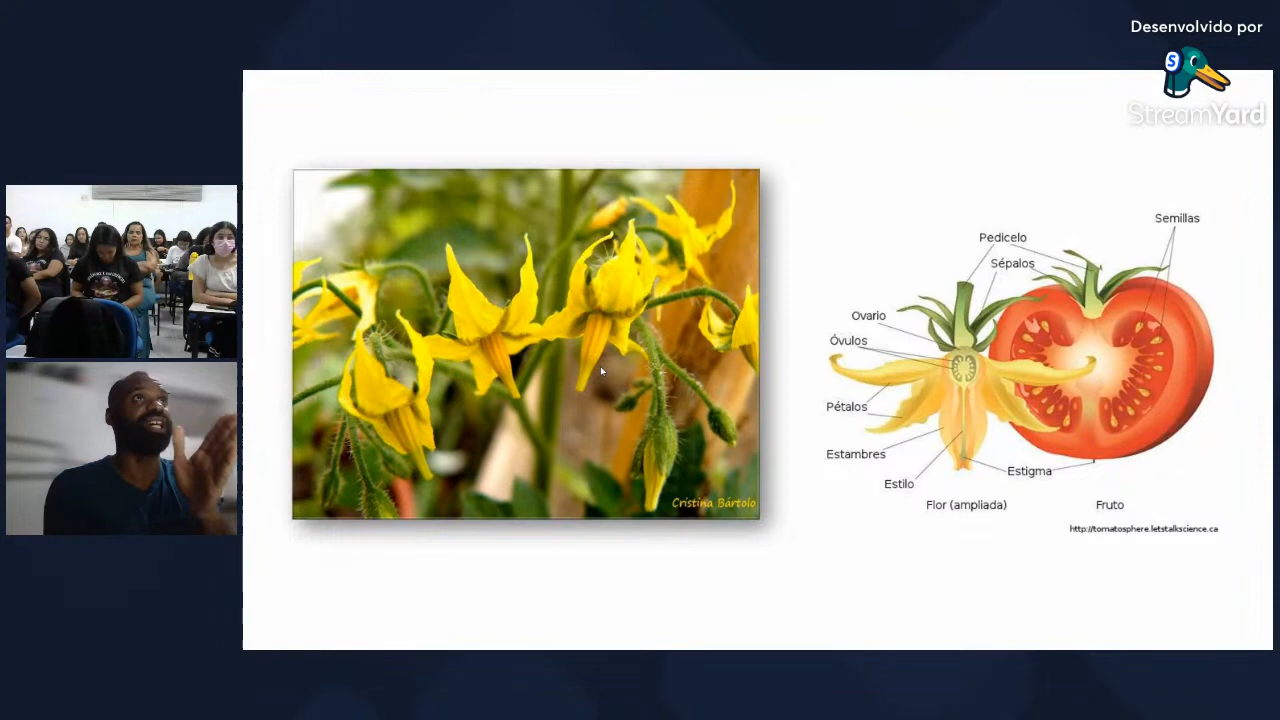 Desenvolvido por
StreamYard
Semillas
Pedicelo
Sépalos
Ovario
Óvulos
Pétalos
Estambres
Estigma
Estilo
Flor (ampliada)
Fruto
http://tomatosphere.letstalkscience.ca
Cristina Bártolo